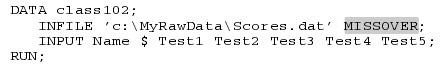 DATA class102;
INFILE 'c:\MyRawData\Scores.dat' MISSOVER;
INPUT Name $ Test1 Test2 Test3 Test4 Test5;
RUN;